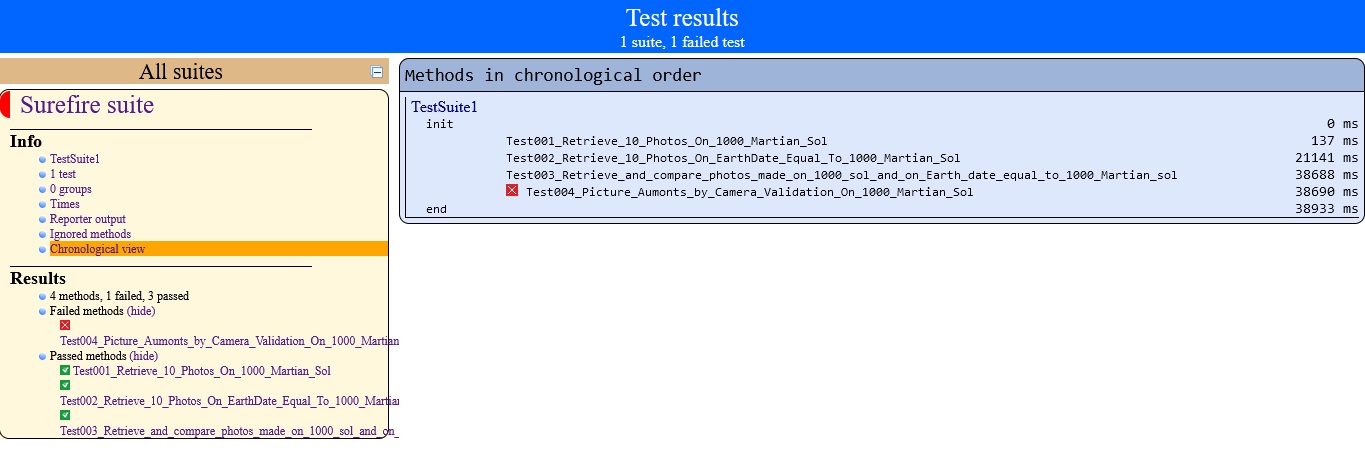 Test results
1 suite, 1 failed test
All suites
Surefire suite
Info
TestSuite1
1 test
0 groups
Times
Reporter output
Ignored methods
Chronological view
Results
4 methods, 1 failed, 3 passed
Failed methods (hide)
Test004_Picture_Aumonts_by_Camera_Validation_On_1000_Martian
Passed methods (hide)
Test001_Retrieve_10_Photos_On_1000_Martian_Sol
Test002_Retrieve_10_Photos_On_EarthDate_Equal_To_1000_Martian
Test003_Retrieve_and_compare_photos_made_on_1000_sol_and_on_
Methods in chronological order
TestSuite1
init 0 ms
Test001_Retrieve_10_Photos_On_1000_Martian_Sol 137 ms
Test002_Retrieve_10_Photos_On_EarthDate_Equal_To_1000_Martian_Sol 21141 ms
Test003_Retrieve_and_compare_photos_made_on_1000_sol_and_on_Earth_date_equal_to_1000_Martian_sol 38688 ms
Test004_Picture_Aumonts_by_Camera_Validation_On_1000_Martian_Sol 38690 ms
end 38933 ms